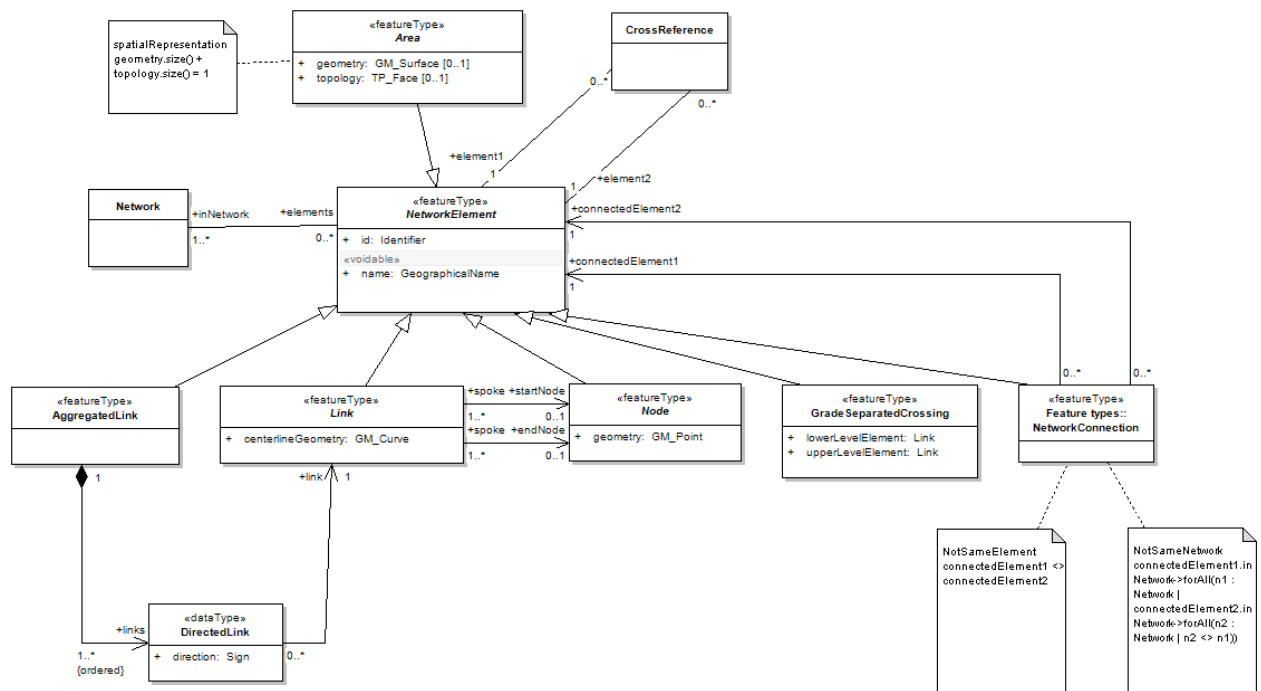 spatialRepresentation
geometry.size() +
topology.size() = 1
«featureType»
Area
+ geometry: GM_Surface [0..1]
+ topology: TP_Face [0..1]
CrossReference
0..*
0..*
+element1
1
1
+element2
Network
+inNetwork
1..*
+elements
0..*
«featureType»
NetworkElement
+ id: Identifier
«voidable»
+ name: GeographicalName
+connectedElement2
1
+connectedElement1
1
«featureType»
AggregatedLink
1
«featureType»
Link
+ centerlineGeometry: GM_Curve
+spoke +startNode
1..* 0..1
+spoke +endNode
1..* 0..1
«featureType»
Node
+ geometry: GM_Point
«featureType»
GradeSeparatedCrossing
+ lowerLevelElement: Link
+ upperLevelElement: Link
0..* 0..*
«featureType»
Feature types::
NetworkConnection
+link 1
+links
1..*
{ordered}
«dataType»
DirectedLink
+ direction: Sign
0..*
NotSameElement
connectedElement1 <>
connectedElement2
NotSameNetwork
connectedElement1.in
Network->forAll(n1 :
Network |
connectedElement2.in
Network->forAll(n2 :
Network | n2 <> n1))